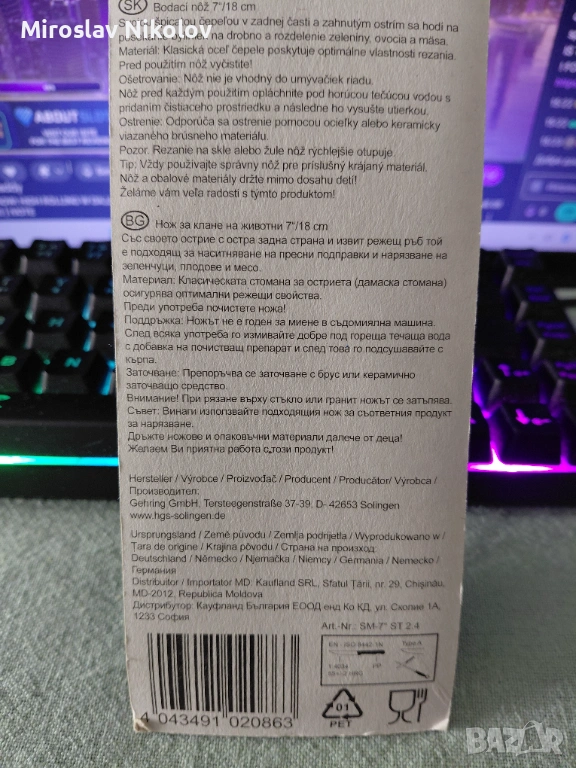 Miroslav Nikolov
SK Bodací nôž 7"/18 cm
S čepeľou v zadnej časti a zahnutým ostrím sa hodí na
na drobno a rozdelenie zeleniny, ovocia a mäsa.
Materiál: Klasická oceľ čepele poskytuje optimálne vlastnosti rezania.
Pred použitím nôž vyčistite!
Ošetrovanie: Nôž nie je vhodný do umývačiek riadu.
Nôž pred každým použitím opláchnite pod horúcou tečúcou vodou s
pridaním čistiaceho prostriedku a následne ho vysušte utierkou.
Ostrenie: Odporúča sa ostrenie pomocou ocieľky alebo keramicky
viazaného brúsneho materiálu.
Pozor. Rezanie na skle alebo žule nôž rýchlejšie otupuje.
Tip: Vždy používajte správny nôž pre príslušný krájaný materiál.
Nôž a obalové materiály držte mimo dosahu detí!
Želáme vám veľa radosti s týmto produktom!
BG Нож за клане на животни 7"/18 cm
Със своето острие с остра задна страна и извит режещ ръб той
е подходящ за наситняване на пресни подправки и нарязване на
зеленчуци, плодове и месо.
Материал: Класическата стомана за остриета (дамаска стомана)
осигурява оптимални режещи свойства.
Преди употреба почистете ножа!
Поддръжка: Ножът не е годен за миене в съдомиялна машина.
След всяка употреба го измивайте добре под гореща течаща вода
с добавка на почистващ препарат и след това го подсушавайте с
кърпа.
Заточване: Препоръчва се заточване с брус или керамично
заточващо средство.
Внимание! При рязане върху стъкло или гранит ножът се затъпява.
Съвет: Винаги използвайте подходящия нож за съответния продукт
за нарязване.
Дръжте ножове и опаковъчни материали далече от деца!
Желаем Ви приятна работа с този продукт!
Hersteller / Výrobce / Proizvođač / Producent / Producător/ Výrobca /
Производител:
Gehring GmbH, Tersteegenstraße 37-39. D- 42653 Solingen
www.hgs-solingen.de
Ursprungsland / Země původu / Zemlja podrijetla / Wyprodukowano w /
Țara de origine / Krajina pôvodu / Страна на произход
Deutschland / Německo / Njemačka / Niemcy / Germania / Nemecko /
Германия
Distribuitor / Importator MD: Kaufland SRL, Sfatul Țării, nr. 29, Chișinău,
MD-2012, Republica Moldova
Дистрибутор: Кауфланд България ЕООД енд Ко КД, ул. Скопие 1А,
1233 София
Art.-Nr.: SM-7" ST 2.4
Type A
PP
4 043491 020863
01
PET
BAZAR